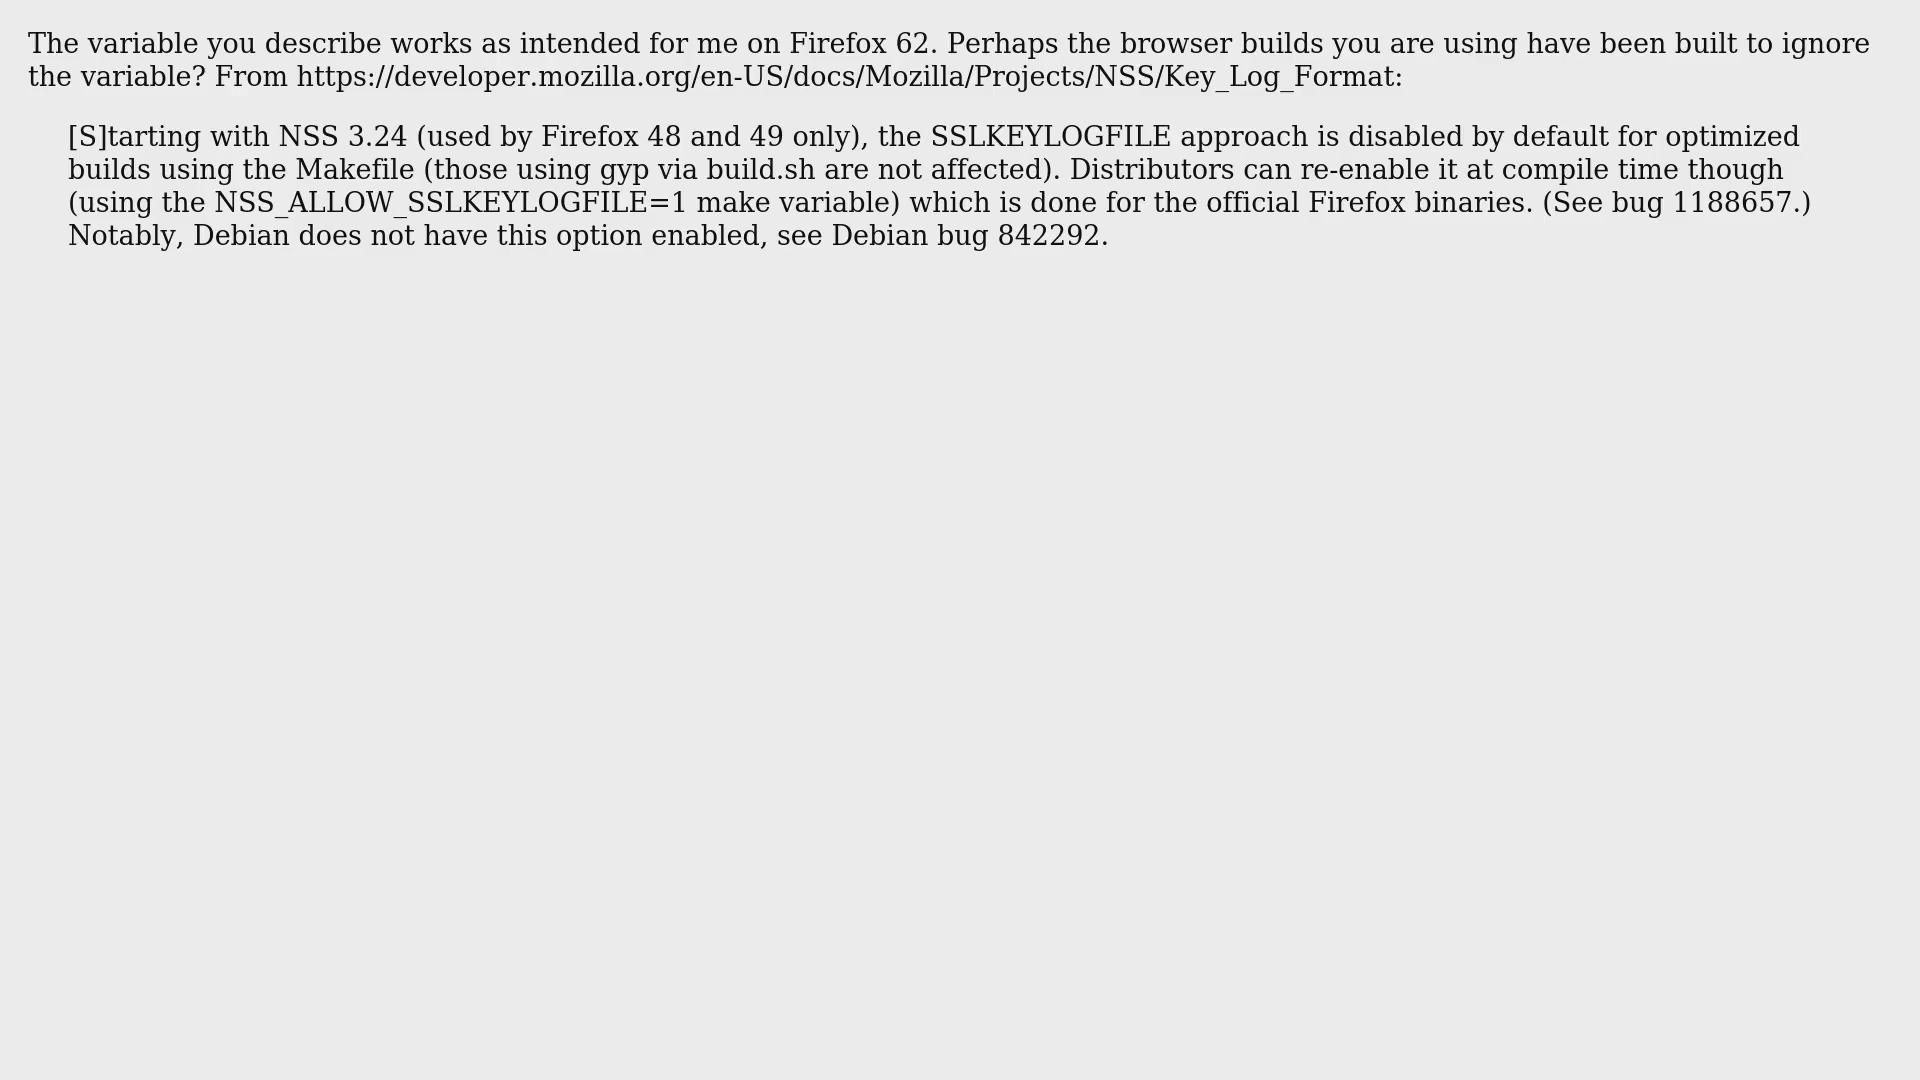 The variable you describe works as intended for me on Firefox 62. Perhaps the browser builds you are using have been built to ignore
the variable? From https://developer.mozilla.org/en-US/docs/Mozilla/Projects/NSS/Key_Log_Format:
[S]tarting with NSS 3.24 (used by Firefox 48 and 49 only), the SSLKEYLOGFILE approach is disabled by default for optimized
builds using the Makefile (those using gyp via build.sh are not affected). Distributors can re-enable it at compile time though
(using the NSS_ALLOW_SSLKEYLOGFILE=1 make variable) which is done for the official Firefox binaries. (See bug 1188657.)
Notably, Debian does not have this option enabled, see Debian bug 842292.